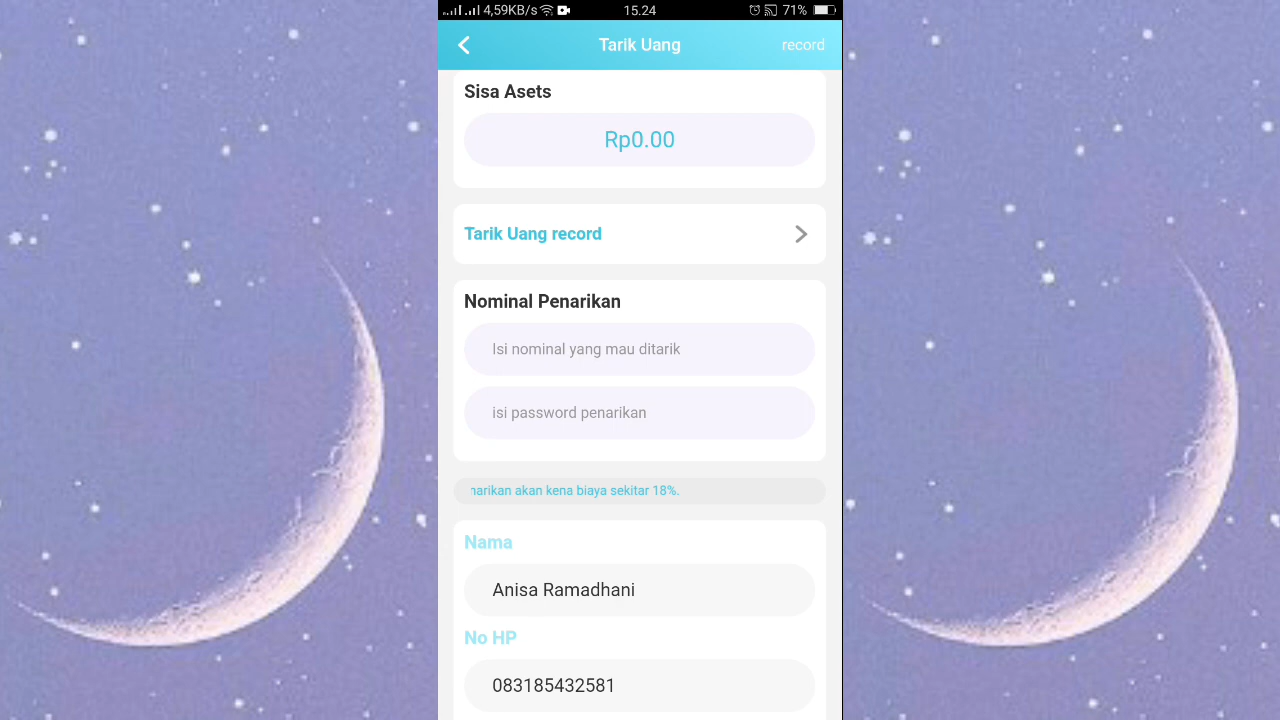 4,59KB/s 15.24 71%
Tarik Uang record
Sisa Asets
Rp0.00
Tarik Uang record
Nominal Penarikan
Isi nominal yang mau ditarik
isi password penarikan
narikan akan kena biaya sekitar 18%.
Nama
Anisa Ramadhani
No HP
083185432581